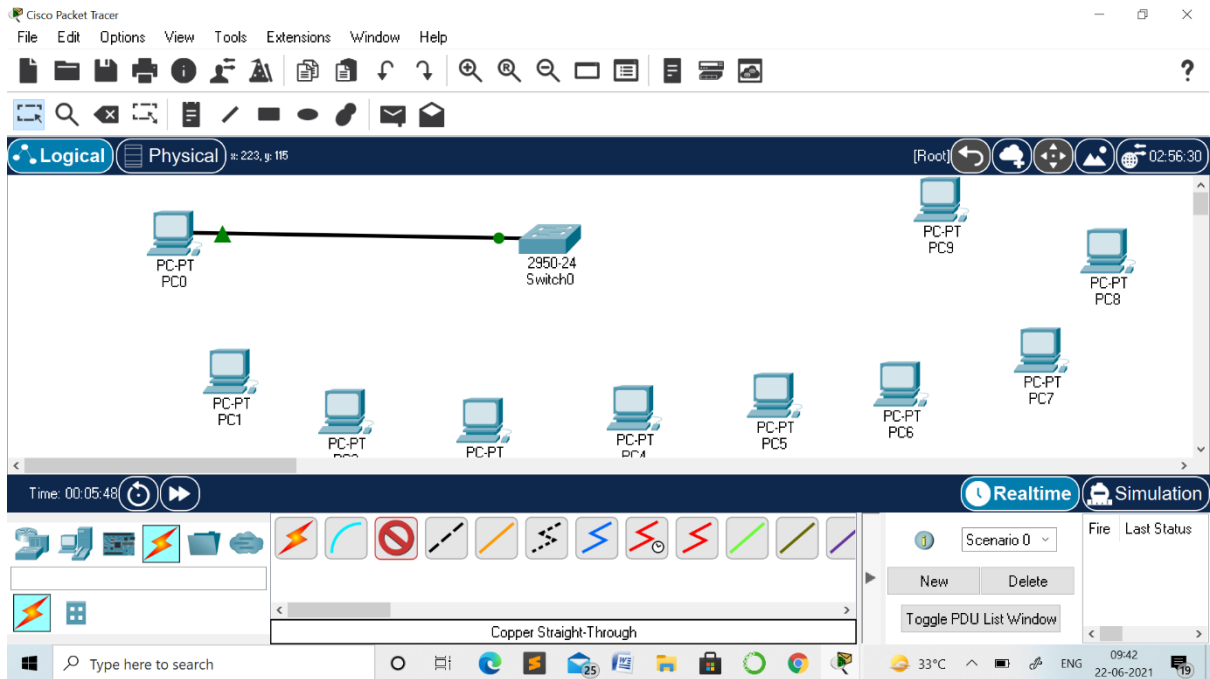 Cisco Packet Tracer
File Edit Options View Tools Extensions Window Help
?
Logical Physical x: 223, y: 115 [Root] 02:56:30
PC-PT
PC0
2950-24
Switch0
PC-PT
PC9
PC-PT
PC8
PC-PT
PC1
PC-PT
PC-PT
PC-PT
PC4
PC-PT
PC5
PC-PT
PC6
PC-PT
PC7
Time: 00:05:48 Realtime Simulation
Scenario 0
Fire Last Status
New Delete
Toggle PDU List Window
Copper Straight-Through
Type here to search
25
33°C ENG
09:42
22-06-2021
19